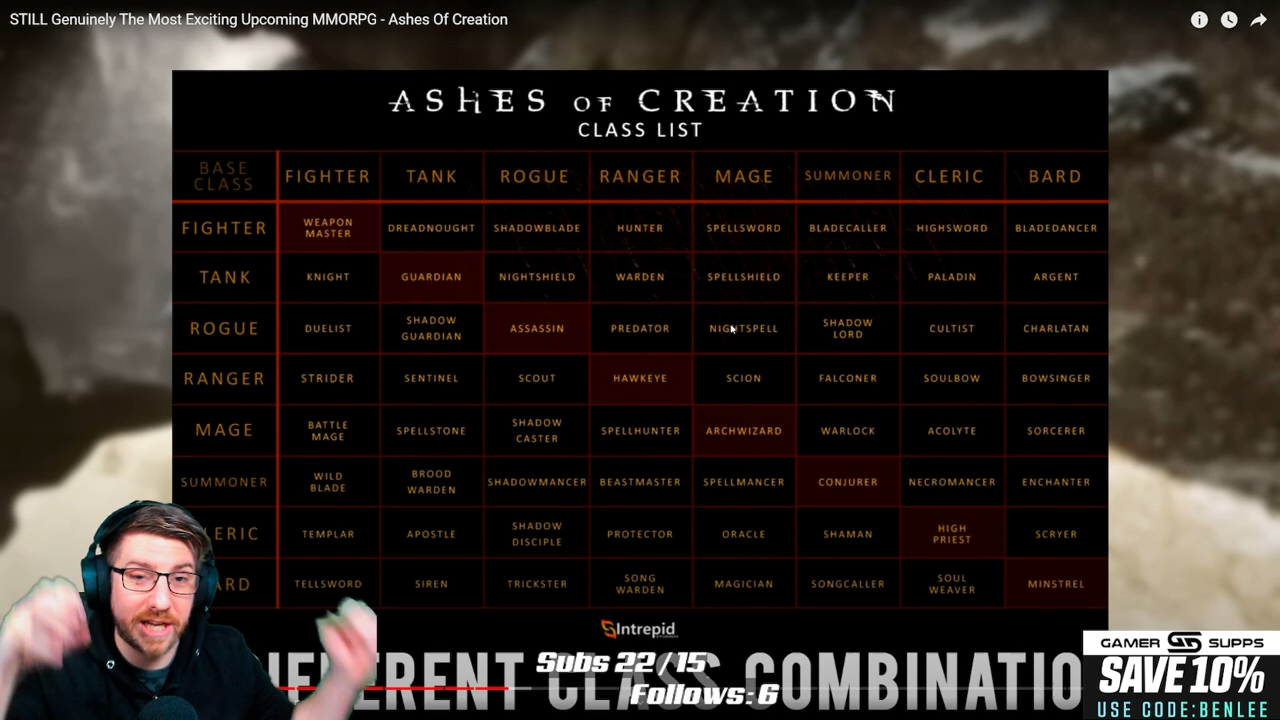 STILL Genuinely The Most Exciting Upcoming MMORPG - Ashes Of Creation
ASHES OF CREATION
CLASS LIST
BASE CLASS FIGHTER TANK ROGUE RANGER MAGE SUMMONER CLERIC BARD
FIGHTER WEAPON MASTER DREADNOUGHT SHADOWBLADE HUNTER SPELLSWORD BLADECALLER HIGHSWORD BLADEDANCER
TANK KNIGHT GUARDIAN NIGHTSHIELD WARDEN SPELLSHIELD KEEPER PALADIN ARGENT
ROGUE DUELIST SHADOW GUARDIAN ASSASSIN PREDATOR NIGHTSPELL SHADOW LORD CULTIST CHARLATAN
RANGER STRIDER SENTINEL SCOUT HAWKEYE SCION FALCONER SOULBOW BOWSINGER
MAGE BATTLE MAGE SPELLSTONE SHADOW CASTER SPELLHUNTER ARCHWIZARD WARLOCK ACOLYTE SORCERER
SUMMONER WILD BLADE BROOD WARDEN SHADOWMANCER BEASTMASTER SPELLMANCER CONJURER NECROMANCER ENCHANTER
ERIC TEMPLAR APOSTLE SHADOW DISCIPLE PROTECTOR ORACLE SHAMAN HIGH PRIEST SCRYER
ARD TELLSWORD SIREN TRICKSTER SONG WARDEN MAGICIAN SONGCALLER SOUL WEAVER MINSTREL
Intrepid
Subs 22/15
Follows:6
CLASS COMBINATIO
GAMER SUPPS
SAVE 10%
USE CODE:BENLEE